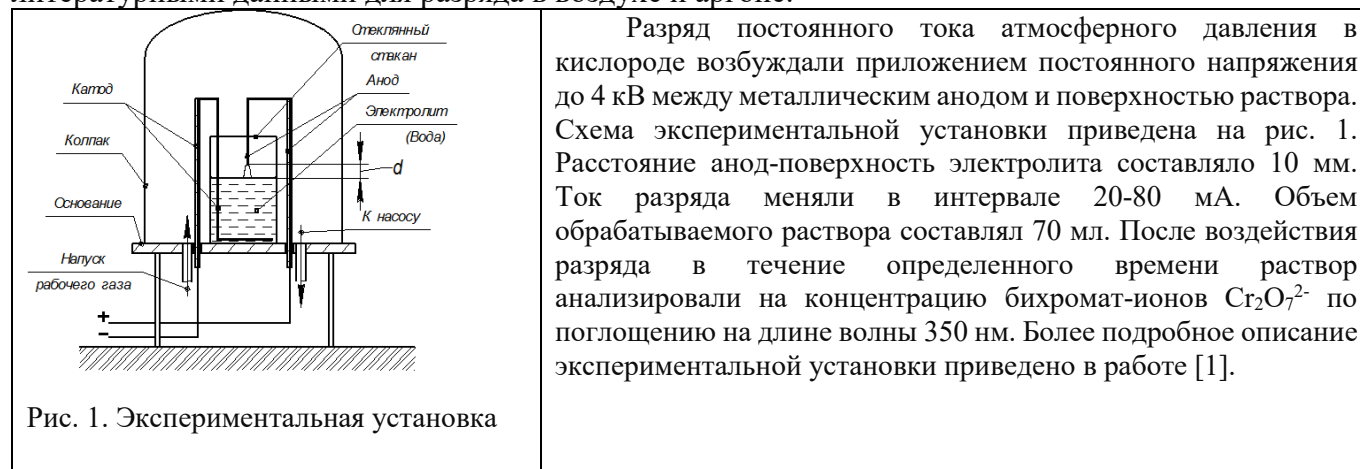 литературными данными для разряда в воздухе и аргоне.
Стеклянный
стакан
Катод
Анод
Электролит
(Вода)
Колпак
d
Основание
К насосу
Напуск
рабочего газа
+
−
Рис. 1. Экспериментальная установка
Разряд постоянного тока атмосферного давления в
кислороде возбуждали приложением постоянного напряжения
до 4 кВ между металлическим анодом и поверхностью раствора.
Схема экспериментальной установки приведена на рис. 1.
Расстояние анод-поверхность электролита составляло 10 мм.
Ток разряда меняли в интервале 20-80 мА. Объем
обрабатываемого раствора составлял 70 мл. После воздействия
разряда в течение определенного времени раствор
анализировали на концентрацию бихромат-ионов Cr₂O₇²⁻ по
поглощению на длине волны 350 нм. Более подробное описание
экспериментальной установки приведено в работе [1].